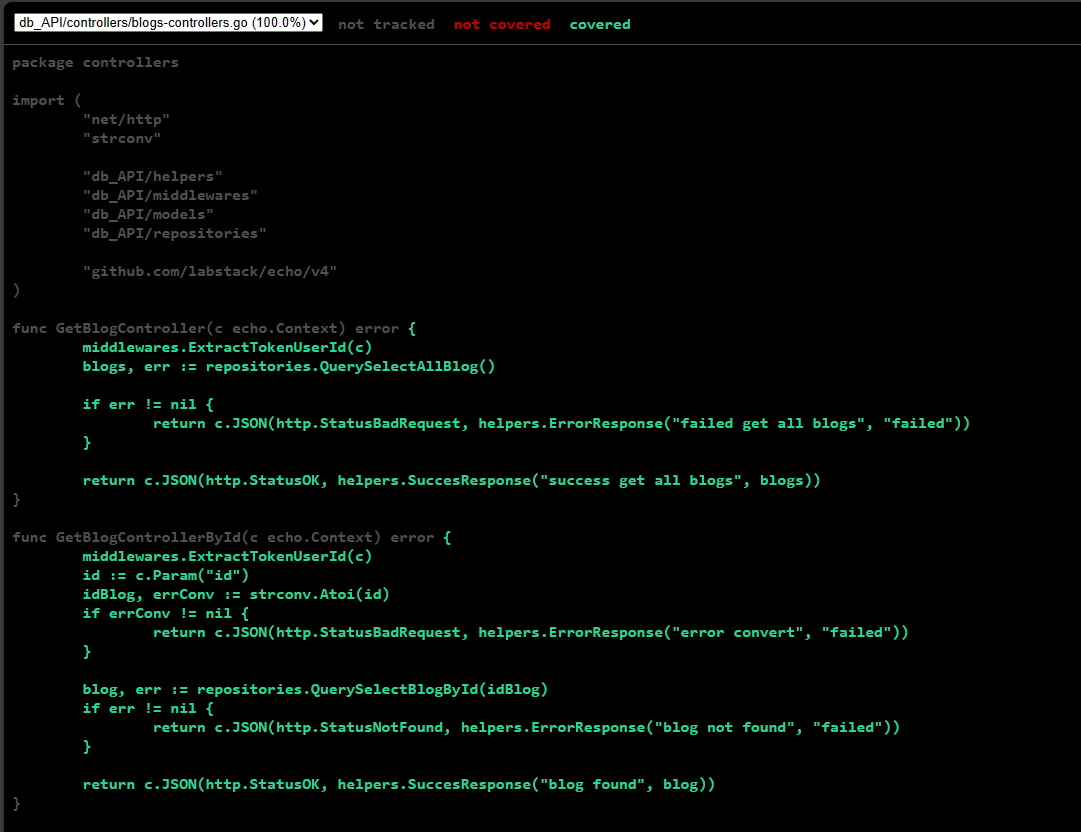 db_API/controllers/blogs-controllers.go (100.0%) not tracked not covered covered
package controllers
import (
"net/http"
"strconv"
"db_API/helpers"
"db_API/middlewares"
"db_API/models"
"db_API/repositories"
"github.com/labstack/echo/v4"
)
func GetBlogController(c echo.Context) error {
middlewares.ExtractTokenUserId(c)
blogs, err := repositories.QuerySelectAllBlog()
if err != nil {
return c.JSON(http.StatusBadRequest, helpers.ErrorResponse("failed get all blogs", "failed"))
}
return c.JSON(http.StatusOK, helpers.SuccesResponse("success get all blogs", blogs))
}
func GetBlogControllerById(c echo.Context) error {
middlewares.ExtractTokenUserId(c)
id := c.Param("id")
idBlog, errConv := strconv.Atoi(id)
if errConv != nil {
return c.JSON(http.StatusBadRequest, helpers.ErrorResponse("error convert", "failed"))
}
blog, err := repositories.QuerySelectBlogById(idBlog)
if err != nil {
return c.JSON(http.StatusNotFound, helpers.ErrorResponse("blog not found", "failed"))
}
return c.JSON(http.StatusOK, helpers.SuccesResponse("blog found", blog))
}